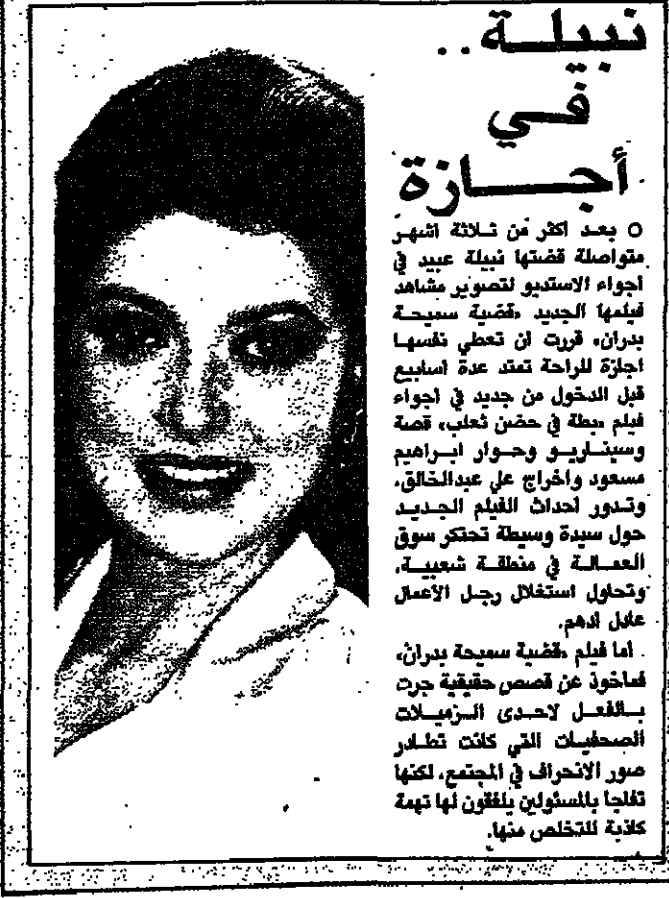 نبيلة..
في
أجازة
O بعد اكثر من ثلاثة اشهر
متواصلة قضتها نبيلة عبيد في
اجواء الاستديو لتصوير مشاهد
فيلمها الجديد «قضية سميحة
بدران» قررت ان تعطي نفسها
اجازة للراحة تمتد عدة اسابيع
قبل الدخول من جديد في اجواء
فيلم «بطة في حضن ثعلب» قصة
وسيناريو وحوار ابراهيم
مسعود واخراج علي عبدالخالق.
وتدور احداث الفيلم الجديد
حول سيدة وسيطة تحتكر سوق
العمالة في منطقة شعبية.
وتحاول استغلال رجل الأعمال
عادل ادهم.
اما فيلم «قضية سميحة بدران»
فماخوذ عن قصص حقيقية جرت
بالفعل لاحدى الزميلات
الصحفيات التي كانت تطادر
صور الانحراف في المجتمع، لكنها
تفاجا بالمسئولين يلفقون لها تهمة
كاذبة للتخلص منها.